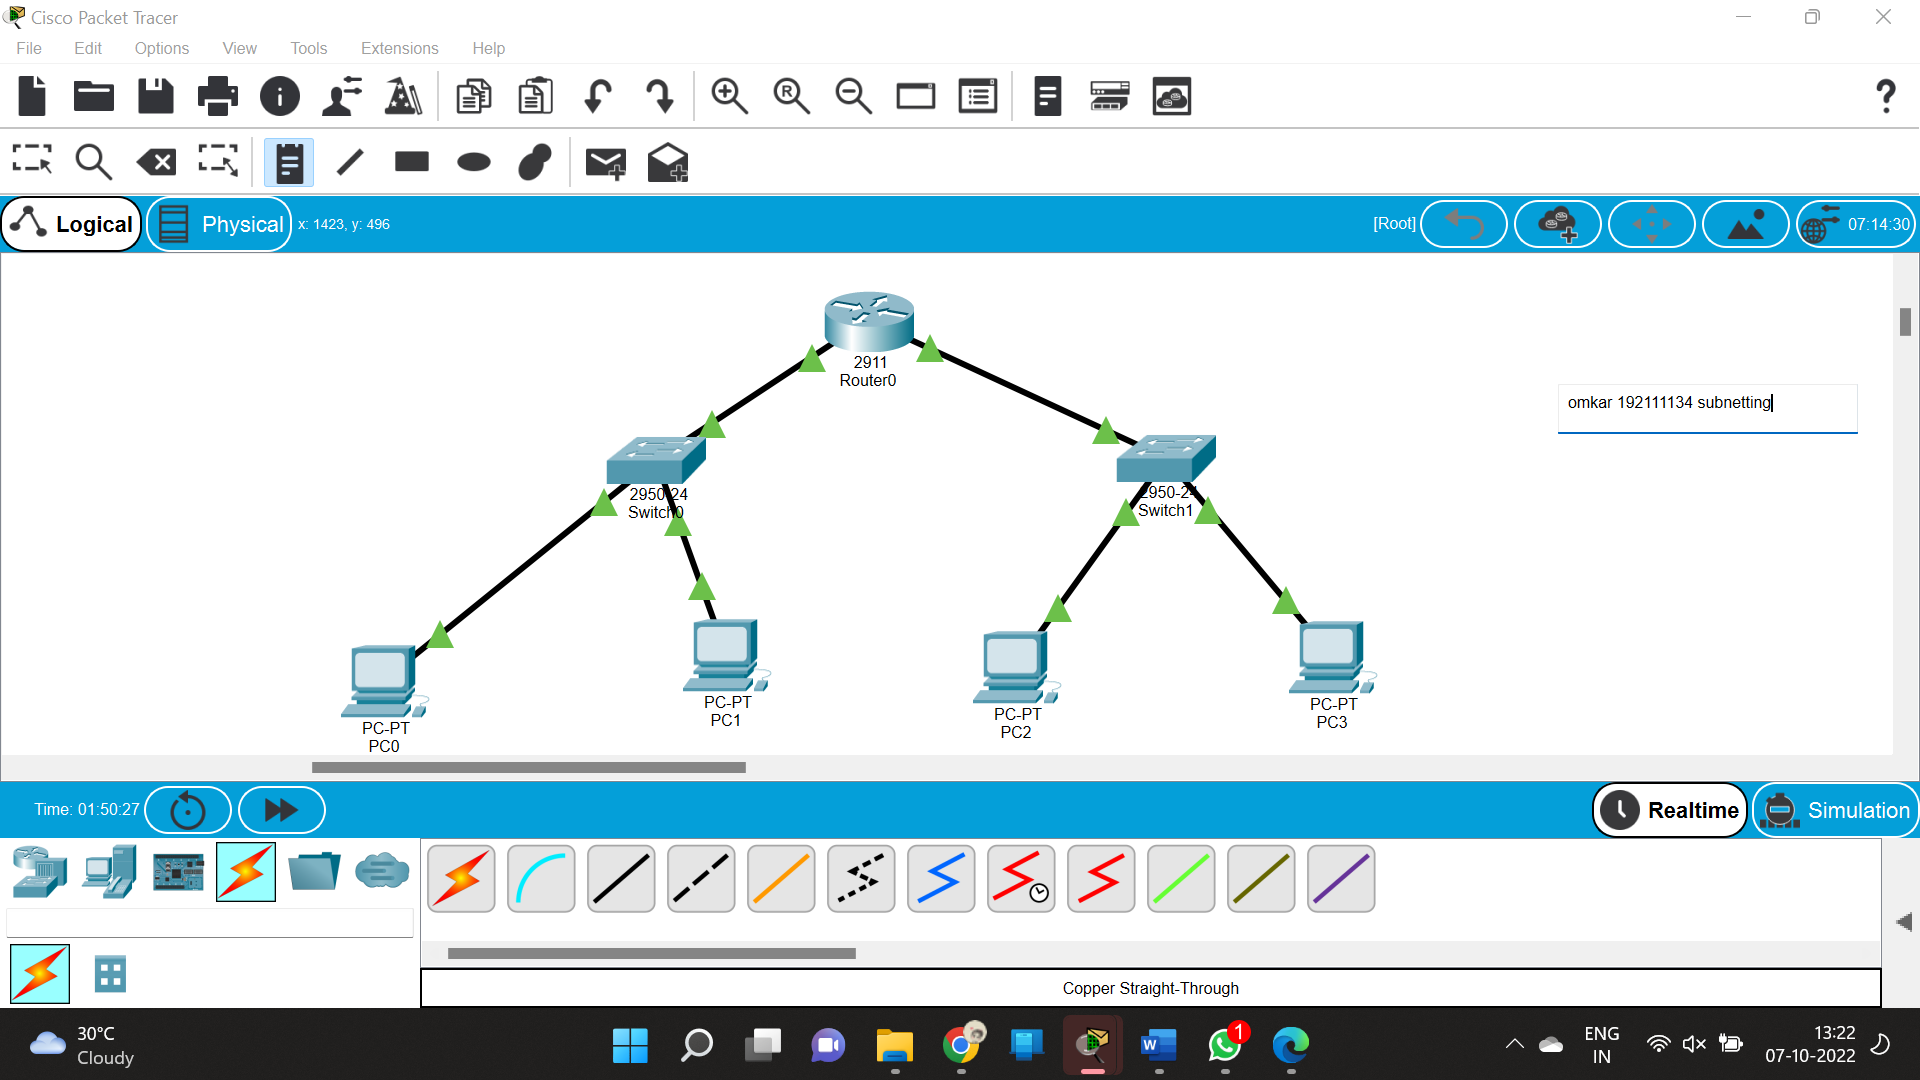 Cisco Packet Tracer
File Edit Options View Tools Extensions Help
Logical Physical x: 1423, y: 496 [Root] 07:14:30
2911
Router0
omkar 192111134 subnetting
2950-24
Switch0
2950-24
Switch1
PC-PT
PC0
PC-PT
PC1
PC-PT
PC2
PC-PT
PC3
Time: 01:50:27 Realtime Simulation
Copper Straight-Through
30°C
Cloudy
1
ENG
IN
13:22
07-10-2022